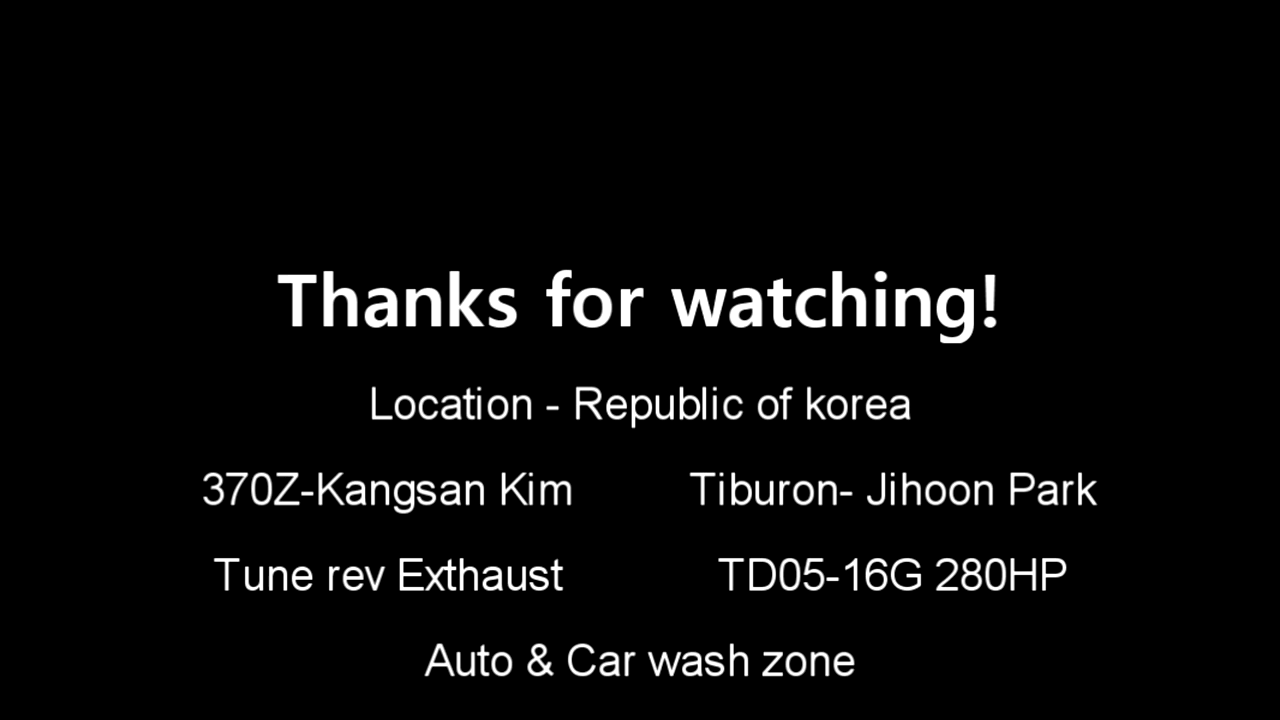 Thanks for watching!
Location - Republic of korea
370Z-Kangsan Kim Tiburon- Jihoon Park
Tune rev Exthaust TD05-16G 280HP
Auto & Car wash zone